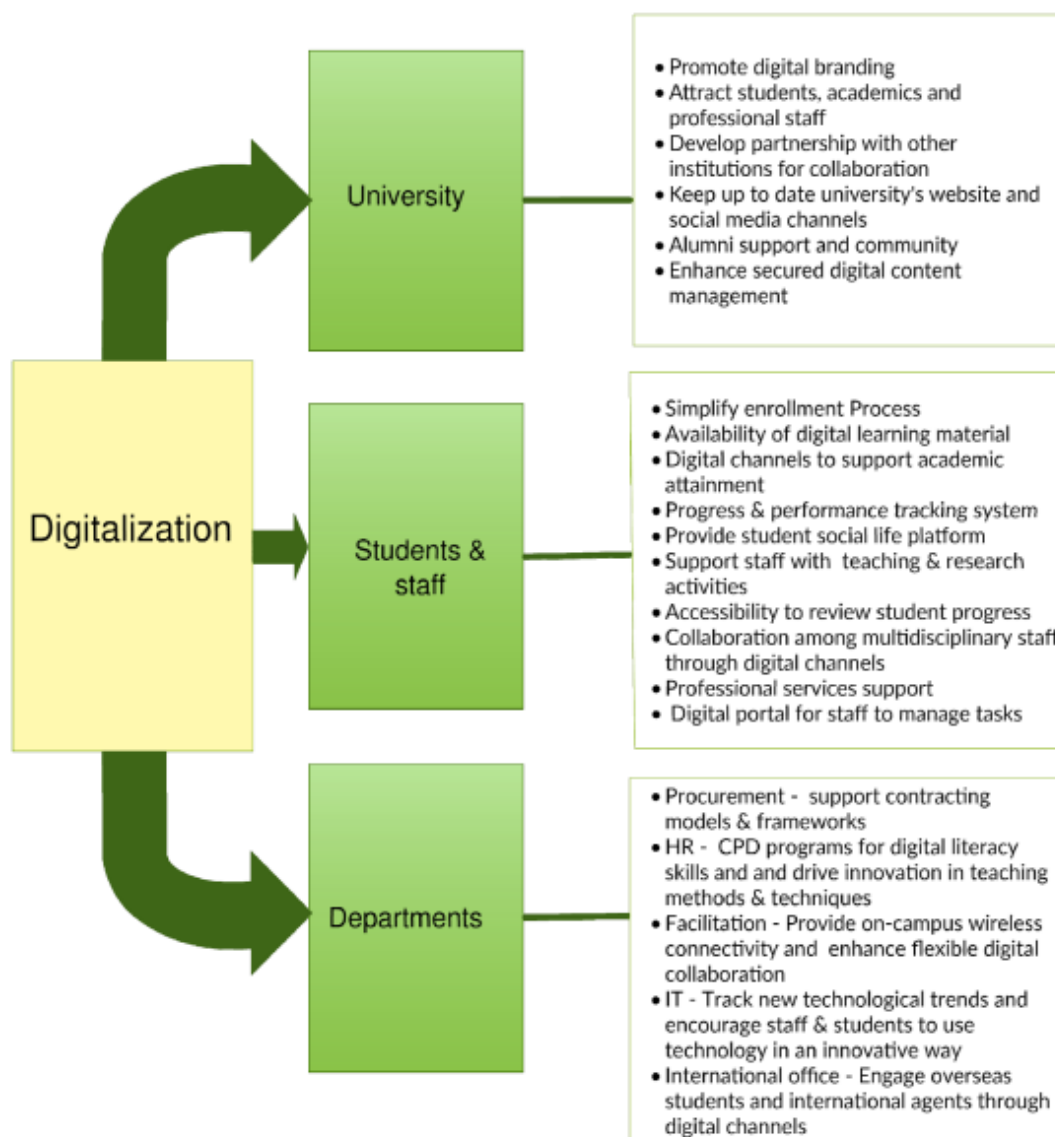 Digitalization
University
• Promote digital branding
• Attract students, academics and
professional staff
• Develop partnership with other
institutions for collaboration
• Keep up to date university's website and
social media channels
• Alumni support and community
• Enhance secured digital content
management
Students &
staff
• Simplify enrollment Process
• Availability of digital learning material
• Digital channels to support academic
attainment
• Progress & performance tracking system
• Provide student social life platform
• Support staff with teaching & research
activities
• Accessibility to review student progress
• Collaboration among multidisciplinary staff
through digital channels
• Professional services support
• Digital portal for staff to manage tasks
Departments
• Procurement - support contracting
models & frameworks
• HR - CPD programs for digital literacy
skills and and drive innovation in teaching
methods & techniques
• Facilitation - Provide on-campus wireless
connectivity and enhance flexible digital
collaboration
• IT - Track new technological trends and
encourage staff & students to use
technology in an innovative way
• International office - Engage overseas
students and international agents through
digital channels